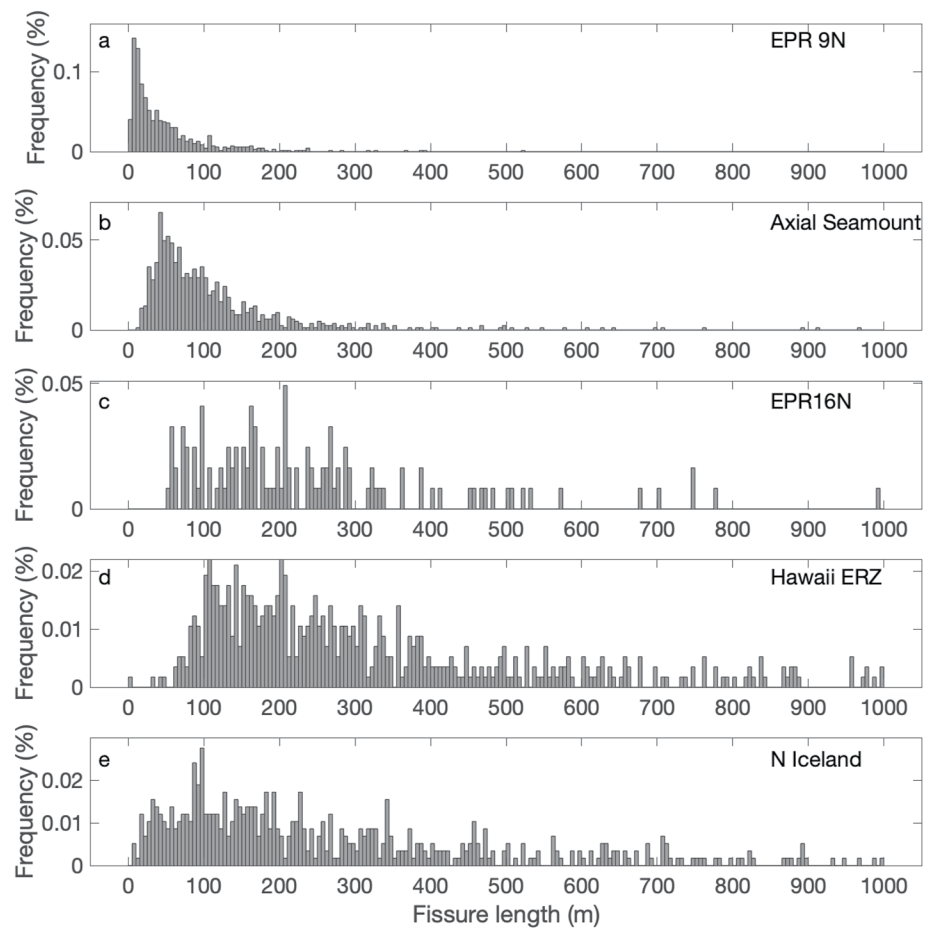 a
EPR 9N
Frequency (%)
0.1
0
0 100 200 300 400 500 600 700 800 900 1000
b
Axial Seamount
Frequency (%)
0.05
0
0 100 200 300 400 500 600 700 800 900 1000
c
EPR16N
Frequency (%)
0.05
0
0 100 200 300 400 500 600 700 800 900 1000
d
Hawaii ERZ
Frequency (%)
0.02
0.01
0
0 100 200 300 400 500 600 700 800 900 1000
e
N Iceland
Frequency (%)
0.02
0.01
0
0 100 200 300 400 500 600 700 800 900 1000
Fissure length (m)